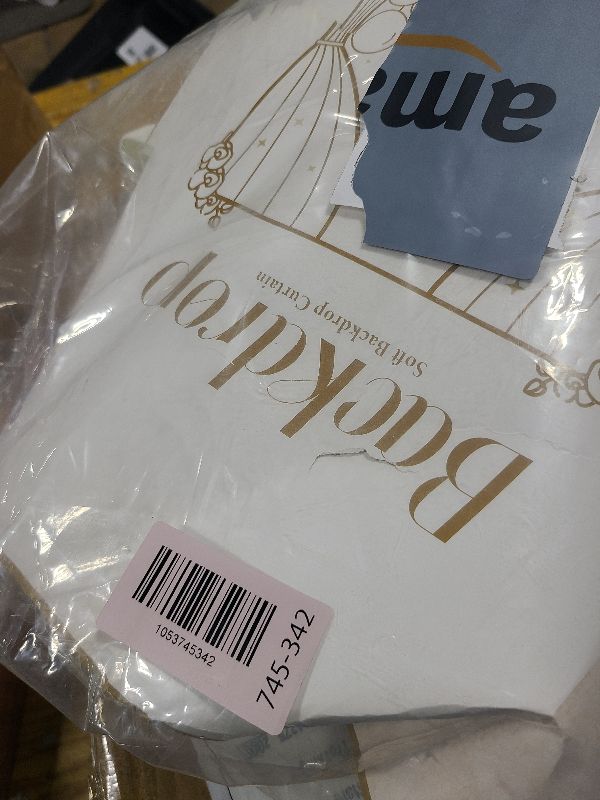 ama
Backdrop
Soft Backdrop Curtain
1053745342
745-342